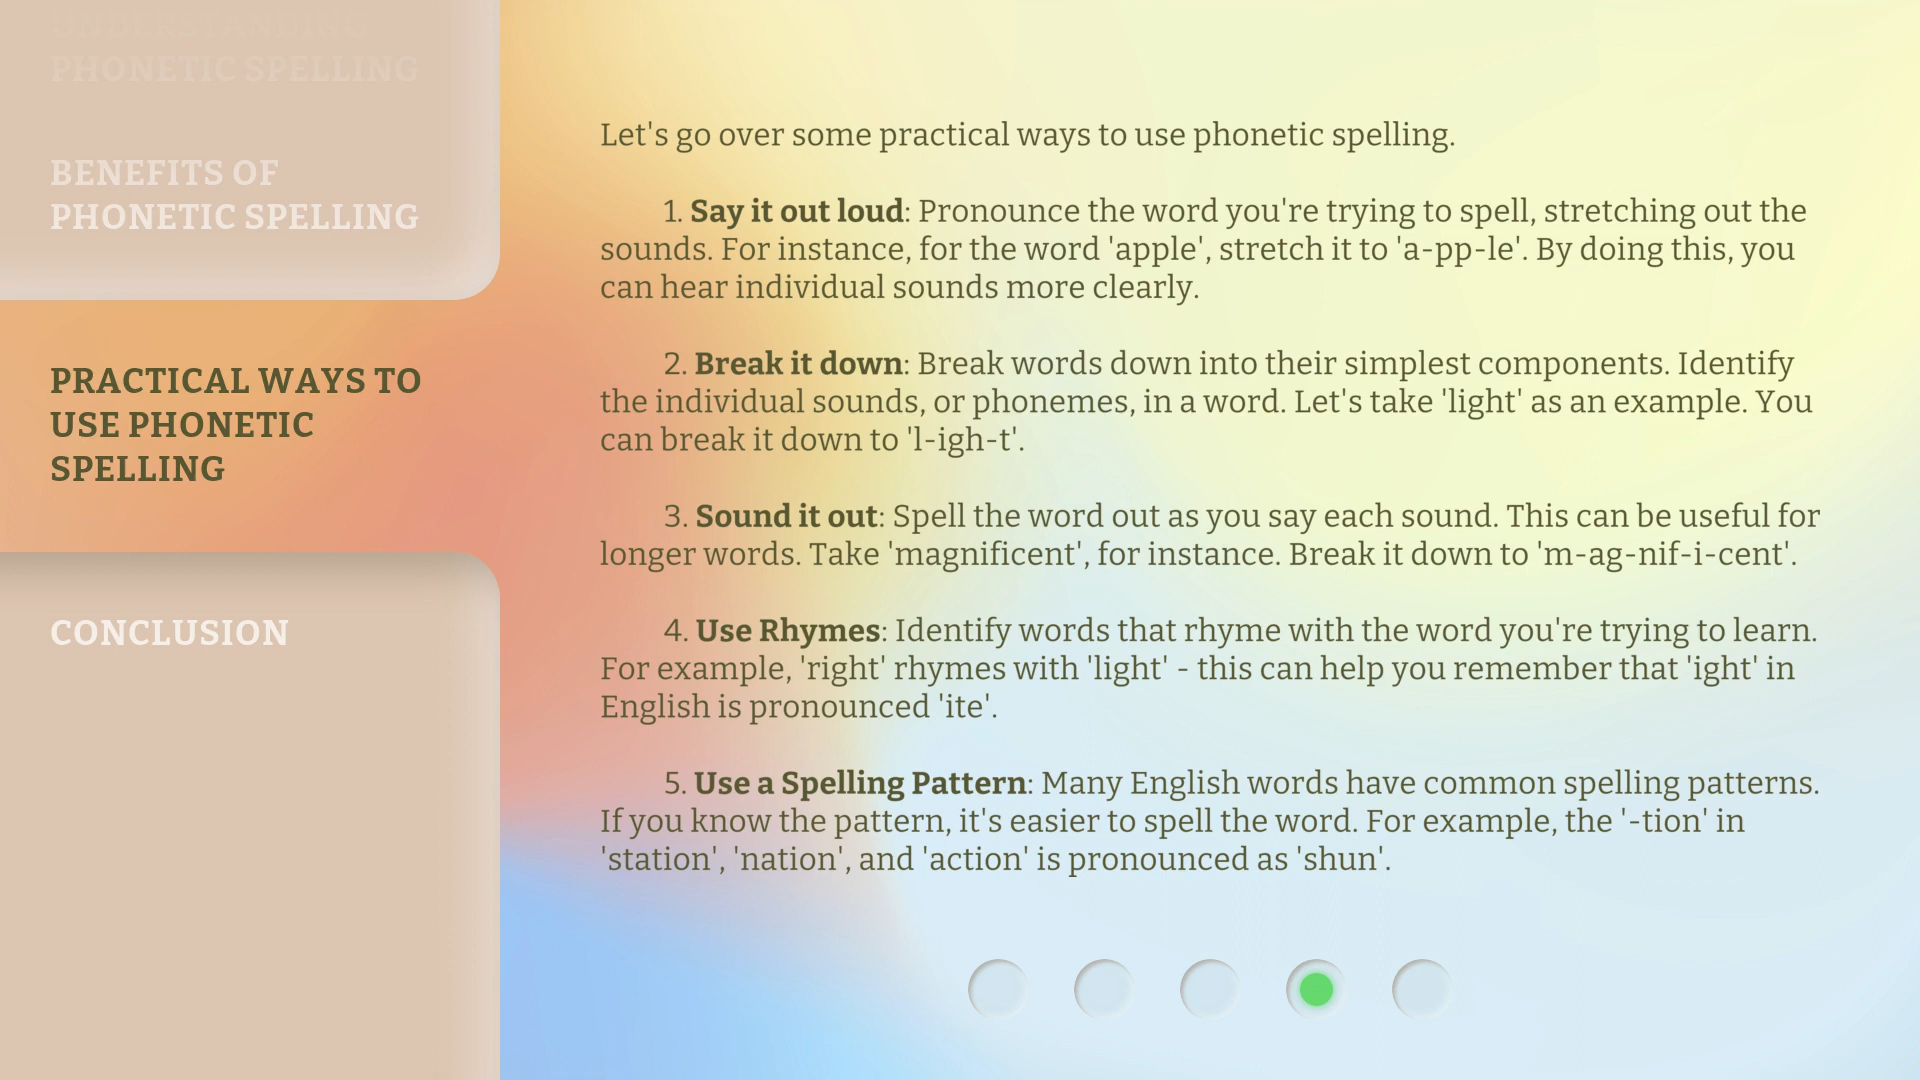 UNDERSTANDING
PHONETIC SPELLING
BENEFITS OF
PHONETIC SPELLING
PRACTICAL WAYS TO
USE PHONETIC
SPELLING
CONCLUSION
Let's go over some practical ways to use phonetic spelling.
1. Say it out loud: Pronounce the word you're trying to spell, stretching out the
sounds. For instance, for the word 'apple', stretch it to 'a-pp-le'. By doing this, you
can hear individual sounds more clearly.
2. Break it down: Break words down into their simplest components. Identify
the individual sounds, or phonemes, in a word. Let's take 'light' as an example. You
can break it down to 'l-igh-t'.
3. Sound it out: Spell the word out as you say each sound. This can be useful for
longer words. Take 'magnificent', for instance. Break it down to 'm-ag-nif-i-cent'.
4. Use Rhymes: Identify words that rhyme with the word you're trying to learn.
For example, 'right' rhymes with 'light' - this can help you remember that 'ight' in
English is pronounced 'ite'.
5. Use a Spelling Pattern: Many English words have common spelling patterns.
If you know the pattern, it's easier to spell the word. For example, the '-tion' in
'station', 'nation', and 'action' is pronounced as 'shun'.